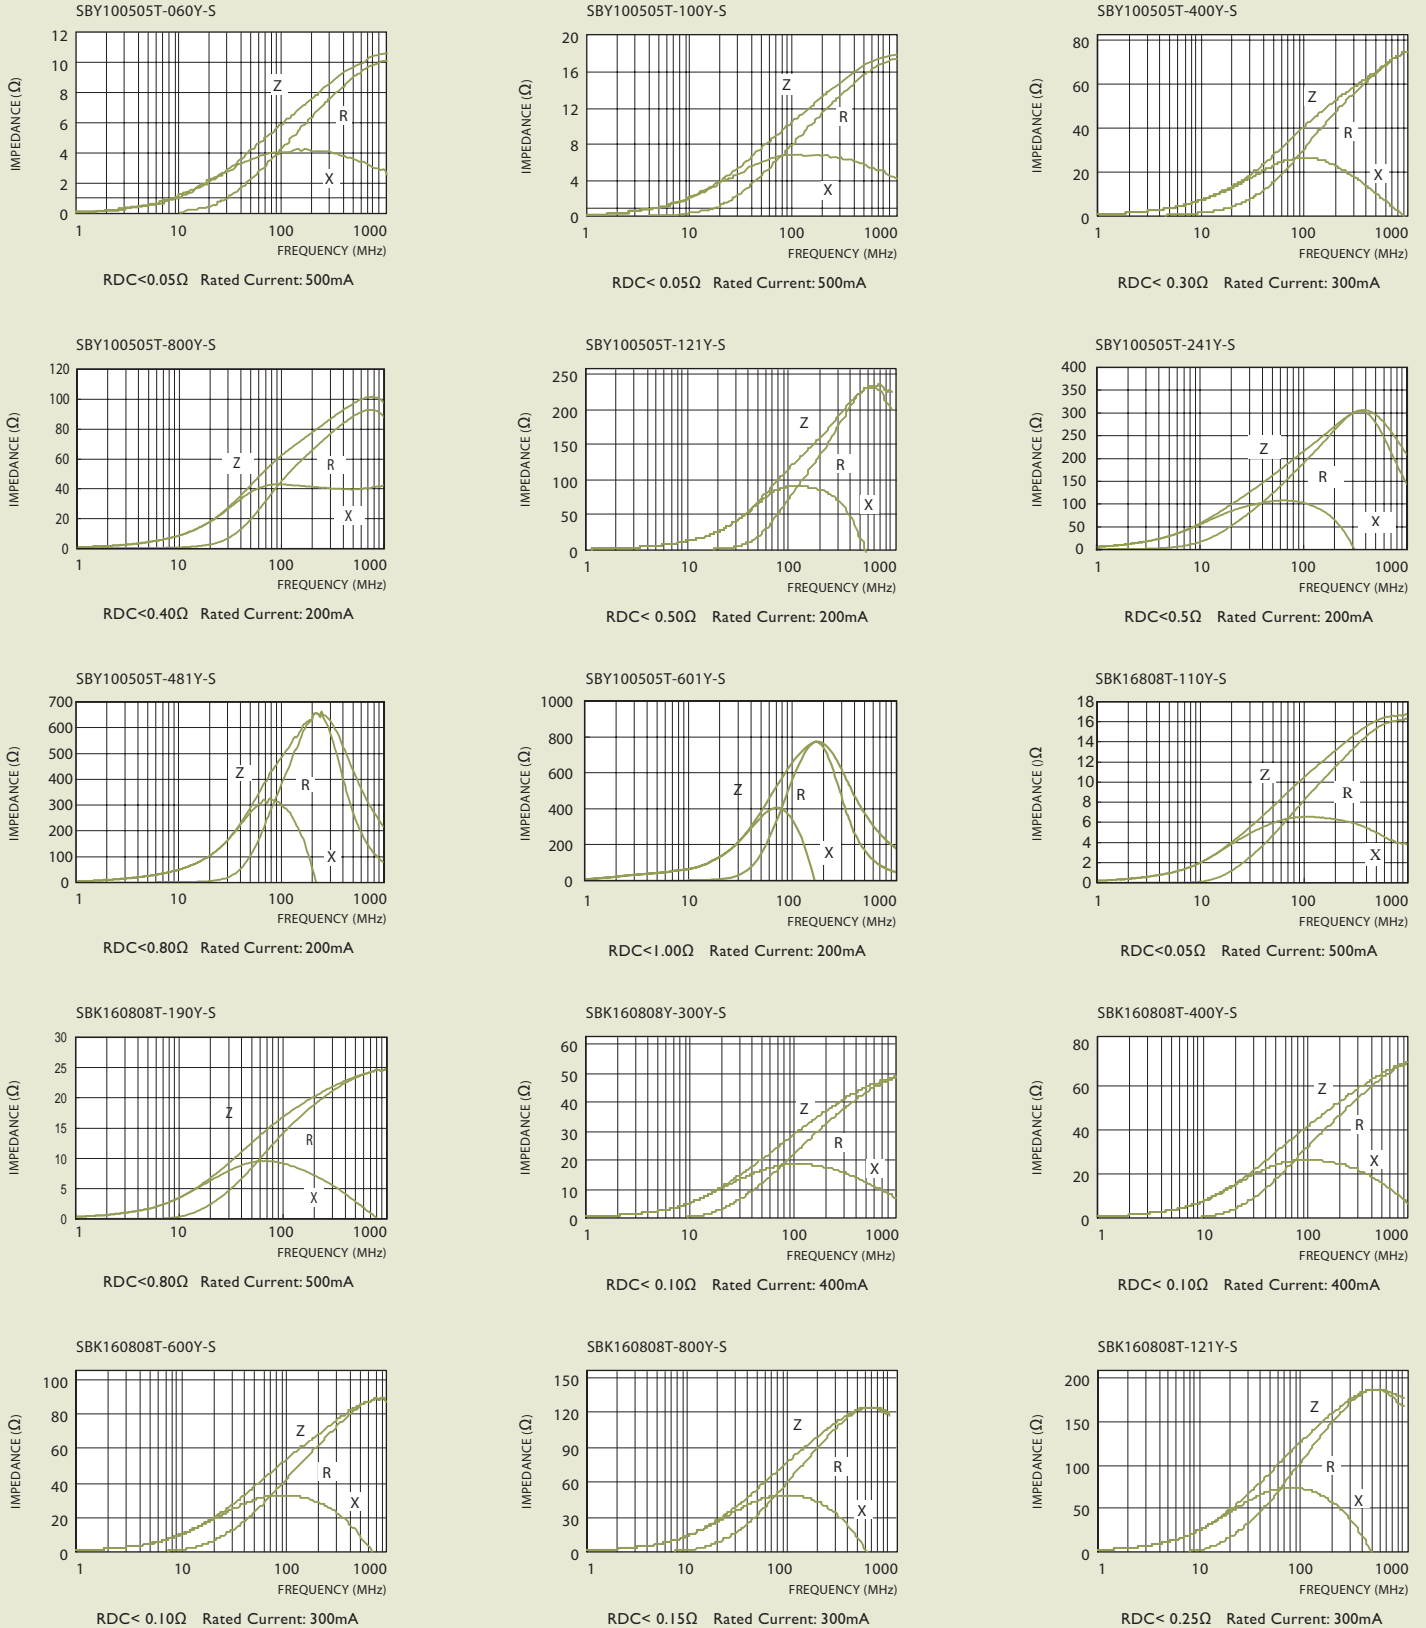 SBY100505T-060Y-S
IMPEDANCE (Ω)
12
10
8
6
4
2
0
Z
R
X
1 10 100 1000
FREQUENCY (MHz)
RDC<0.05Ω Rated Current: 500mA
SBY100505T-100Y-S
IMPEDANCE (Ω)
20
16
12
8
4
0
Z
R
X
1 10 100 1000
FREQUENCY (MHz)
RDC< 0.05Ω Rated Current: 500mA
SBY100505T-400Y-S
IMPEDANCE (Ω)
80
60
40
20
0
Z
R
X
1 10 100 1000
FREQUENCY (MHz)
RDC< 0.30Ω Rated Current: 300mA
SBY100505T-800Y-S
IMPEDANCE (Ω)
120
100
80
60
40
20
0
Z
R
X
1 10 100 1000
FREQUENCY (MHz)
RDC<0.40Ω Rated Current: 200mA
SBY100505T-121Y-S
IMPEDANCE (Ω)
250
200
150
100
50
0
Z
R
X
1 10 100 1000
FREQUENCY (MHz)
RDC< 0.50Ω Rated Current: 200mA
SBY100505T-241Y-S
IMPEDANCE (Ω)
400
350
300
250
200
150
100
50
0
Z
R
X
1 10 100 1000
FREQUENCY (MHz)
RDC<0.5Ω Rated Current: 200mA
SBY100505T-481Y-S
IMPEDANCE (Ω)
700
600
500
400
300
200
100
0
Z
R
X
1 10 100 1000
FREQUENCY (MHz)
RDC<0.80Ω Rated Current: 200mA
SBY100505T-601Y-S
IMPEDANCE (Ω)
1000
800
600
400
200
0
Z
R
X
1 10 100 1000
FREQUENCY (MHz)
RDC<1.00Ω Rated Current: 200mA
SBK16808T-110Y-S
IMPEDANCE ()Ω
18
16
14
12
10
8
6
4
2
0
Z
R
X
1 10 100 1000
FREQUENCY (MHz)
RDC<0.05Ω Rated Current: 500mA
SBK160808T-190Y-S
IMPEDANCE (Ω)
30
25
20
15
10
5
0
Z
R
X
1 10 100 1000
FREQUENCY (MHz)
RDC<0.80Ω Rated Current: 500mA
SBK160808Y-300Y-S
IMPEDANCE (Ω)
60
50
40
30
20
10
0
Z
R
X
1 10 100 1000
FREQUENCY (MHz)
RDC< 0.10Ω Rated Current: 400mA
SBK160808T-400Y-S
IMPEDANCE (Ω)
80
60
40
20
0
Z
R
X
1 10 100 1000
FREQUENCY (MHz)
RDC< 0.10Ω Rated Current: 400mA
SBK160808T-600Y-S
IMPEDANCE (Ω)
100
80
60
40
20
0
Z
R
X
1 10 100 1000
FREQUENCY (MHz)
RDC< 0.10Ω Rated Current: 300mA
SBK160808T-800Y-S
IMPEDANCE (Ω)
150
120
90
60
30
0
Z
R
X
1 10 100 1000
FREQUENCY (MHz)
RDC< 0.15Ω Rated Current: 300mA
SBK160808T-121Y-S
IMPEDANCE (Ω)
200
150
100
50
0
Z
R
X
1 10 100 1000
FREQUENCY (MHz)
RDC< 0.25Ω Rated Current: 300mA